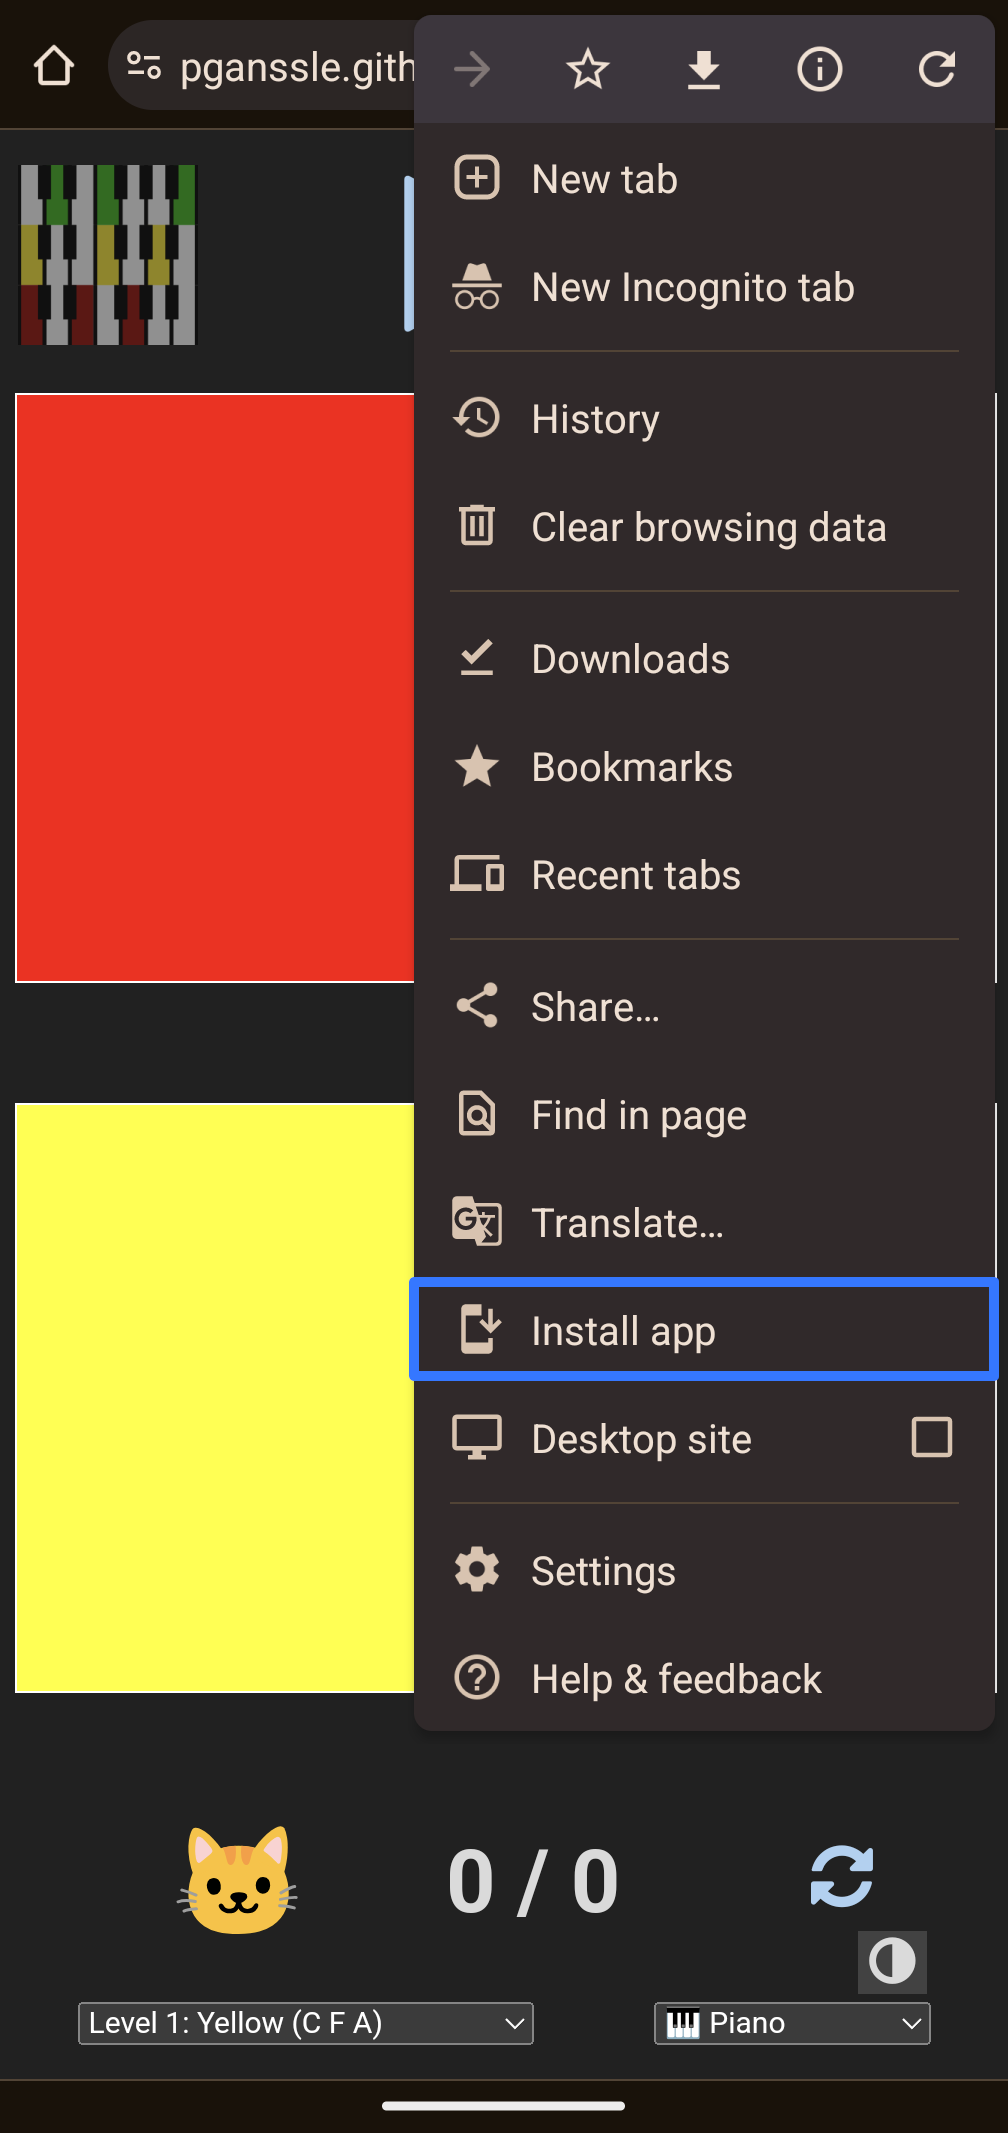 pganssle.gith
New tab
New Incognito tab
History
Clear browsing data
Downloads
Bookmarks
Recent tabs
Share…
Find in page
Translate…
Install app
Desktop site
Settings
Help & feedback
0 / 0
Level 1: Yellow (C F A)
Piano